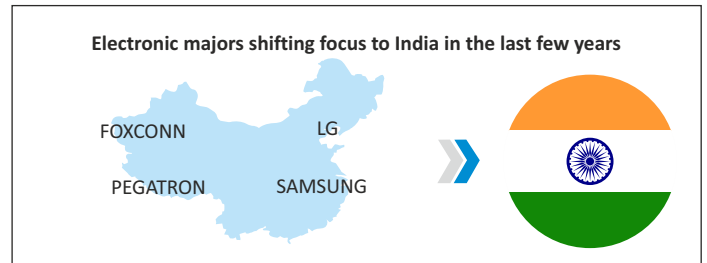 Electronic majors shifting focus to India in the last few years
FOXCONN
LG
PEGATRON
SAMSUNG